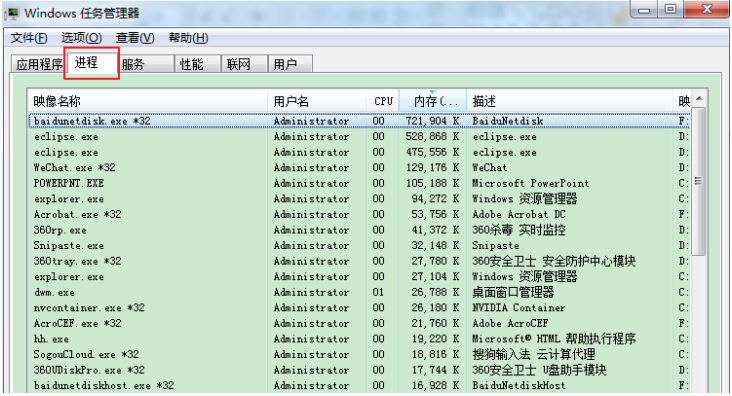 Windows 任务管理器
文件(F) 选项(O) 查看(V) 帮助(H)
应用程序 进程 服务 性能 联网 用户
映像名称 用户名 CPU 内存(... 描述 映
baidunetdisk.exe *32 Administrator 00 721,904 K BaiduNetdisk F:
eclipse.exe Administrator 00 528,868 K eclipse.exe D:
eclipse.exe Administrator 00 475,556 K eclipse.exe D:
WeChat.exe *32 Administrator 00 129,176 K WeChat D:
POWERPNT.EXE Administrator 00 105,188 K Microsoft PowerPoint C:
explorer.exe Administrator 00 94,272 K Windows 资源管理器 C:
Acrobat.exe *32 Administrator 00 53,756 K Adobe Acrobat DC F:
360rp.exe Administrator 00 41,372 K 360杀毒 实时监控 D:
Snipaste.exe Administrator 00 32,148 K Snipaste D:
360tray.exe *32 Administrator 00 27,780 K 360安全卫士 安全防护中心模块 D:
explorer.exe Administrator 00 27,104 K Windows 资源管理器 C:
dwm.exe Administrator 01 26,788 K 桌面窗口管理器 C:
nvcontainer.exe *32 Administrator 00 26,180 K NVIDIA Container C:
AcroCEF.exe *32 Administrator 00 21,760 K Adobe AcroCEF F:
hh.exe Administrator 00 19,220 K Microsoft® HTML 帮助执行程序 C:
SogouCloud.exe *32 Administrator 00 18,816 K 搜狗输入法 云计算代理 C:
360UDiskPro.exe *32 Administrator 00 17,744 K 360安全卫士 U盘助手模块 D:
baidunetdiskhost.exe *32 Administrator 00 16,928 K BaiduNetdiskHost F: